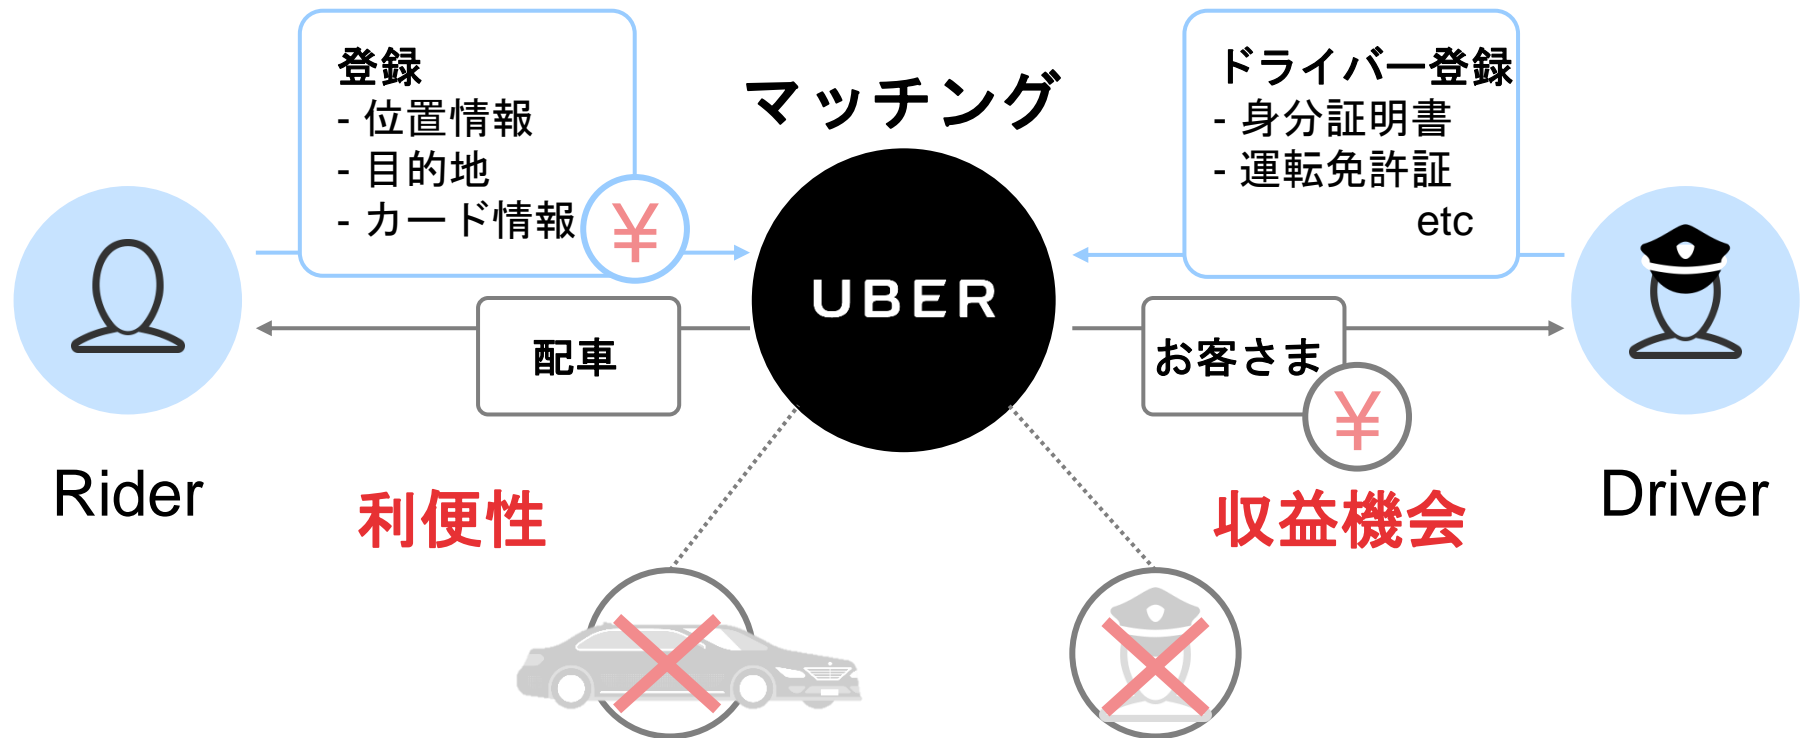 登録
- 位置情報
- 目的地
- カード情報
¥
マッチング
ドライバー登録
- 身分証明書
- 運転免許証
etc
UBER
配車
お客さま
¥
Rider
利便性
収益機会
Driver